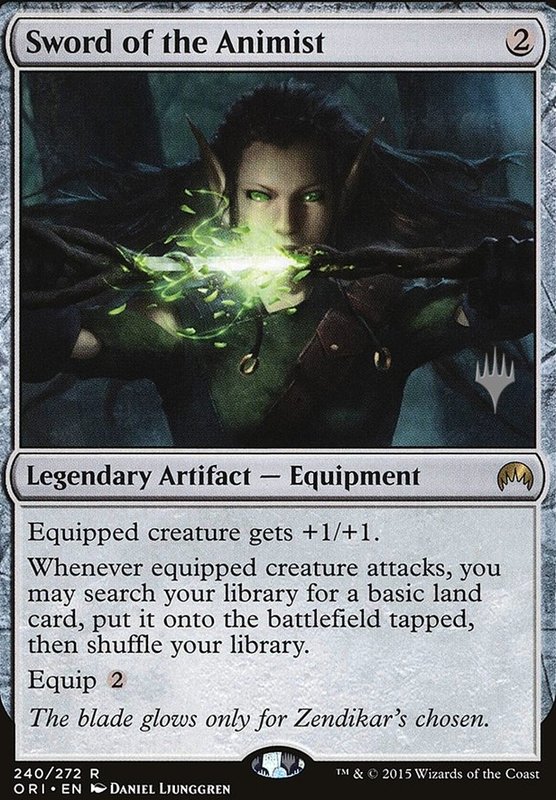 Sword of the Animist 2
Legendary Artifact — Equipment
Equipped creature gets +1/+1.
Whenever equipped creature attacks, you
may search your library for a basic land
card, put it onto the battlefield tapped,
then shuffle your library.
Equip 2
The blade glows only for Zendikar's chosen.
240/272 R
ORI • EN Daniel Ljunggren
™ & © 2015 Wizards of the Coast